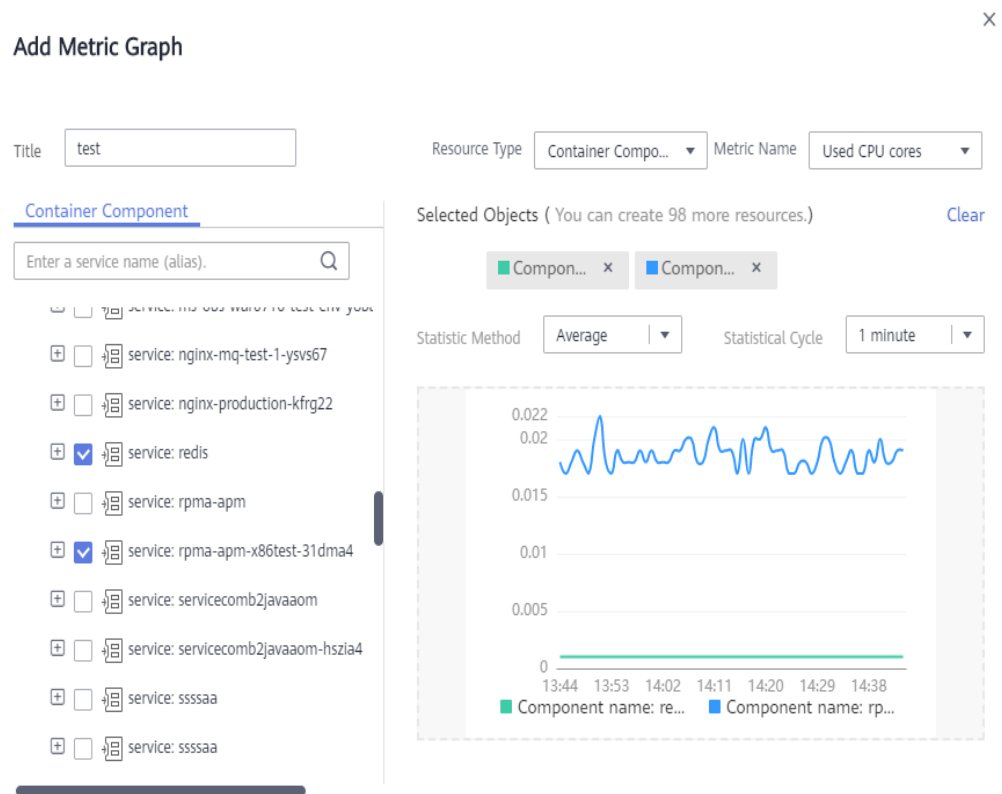 Add Metric Graph
Title
test
Resource Type
Container Compo...
Metric Name
Used CPU cores
Container Component
Enter a service name (alias).
service: nginx-mq-test-1-ysvs67
service: nginx-production-kfrg22
service: redis
service: rpma-apm
service: rpma-apm-x86test-31dma4
service: servicecomb2javaaom
service: servicecomb2javaaom-hszia4
service: ssssaa
service: ssssaa
Selected Objects ( You can create 98 more resources.)
Clear
Compon... ×
Compon... ×
Statistic Method
Average
Statistical Cycle
1 minute
0.022
0.02
0.015
0.01
0.005
0
13:44 13:53 14:02 14:11 14:20 14:29 14:38
Component name: re... Component name: rp...